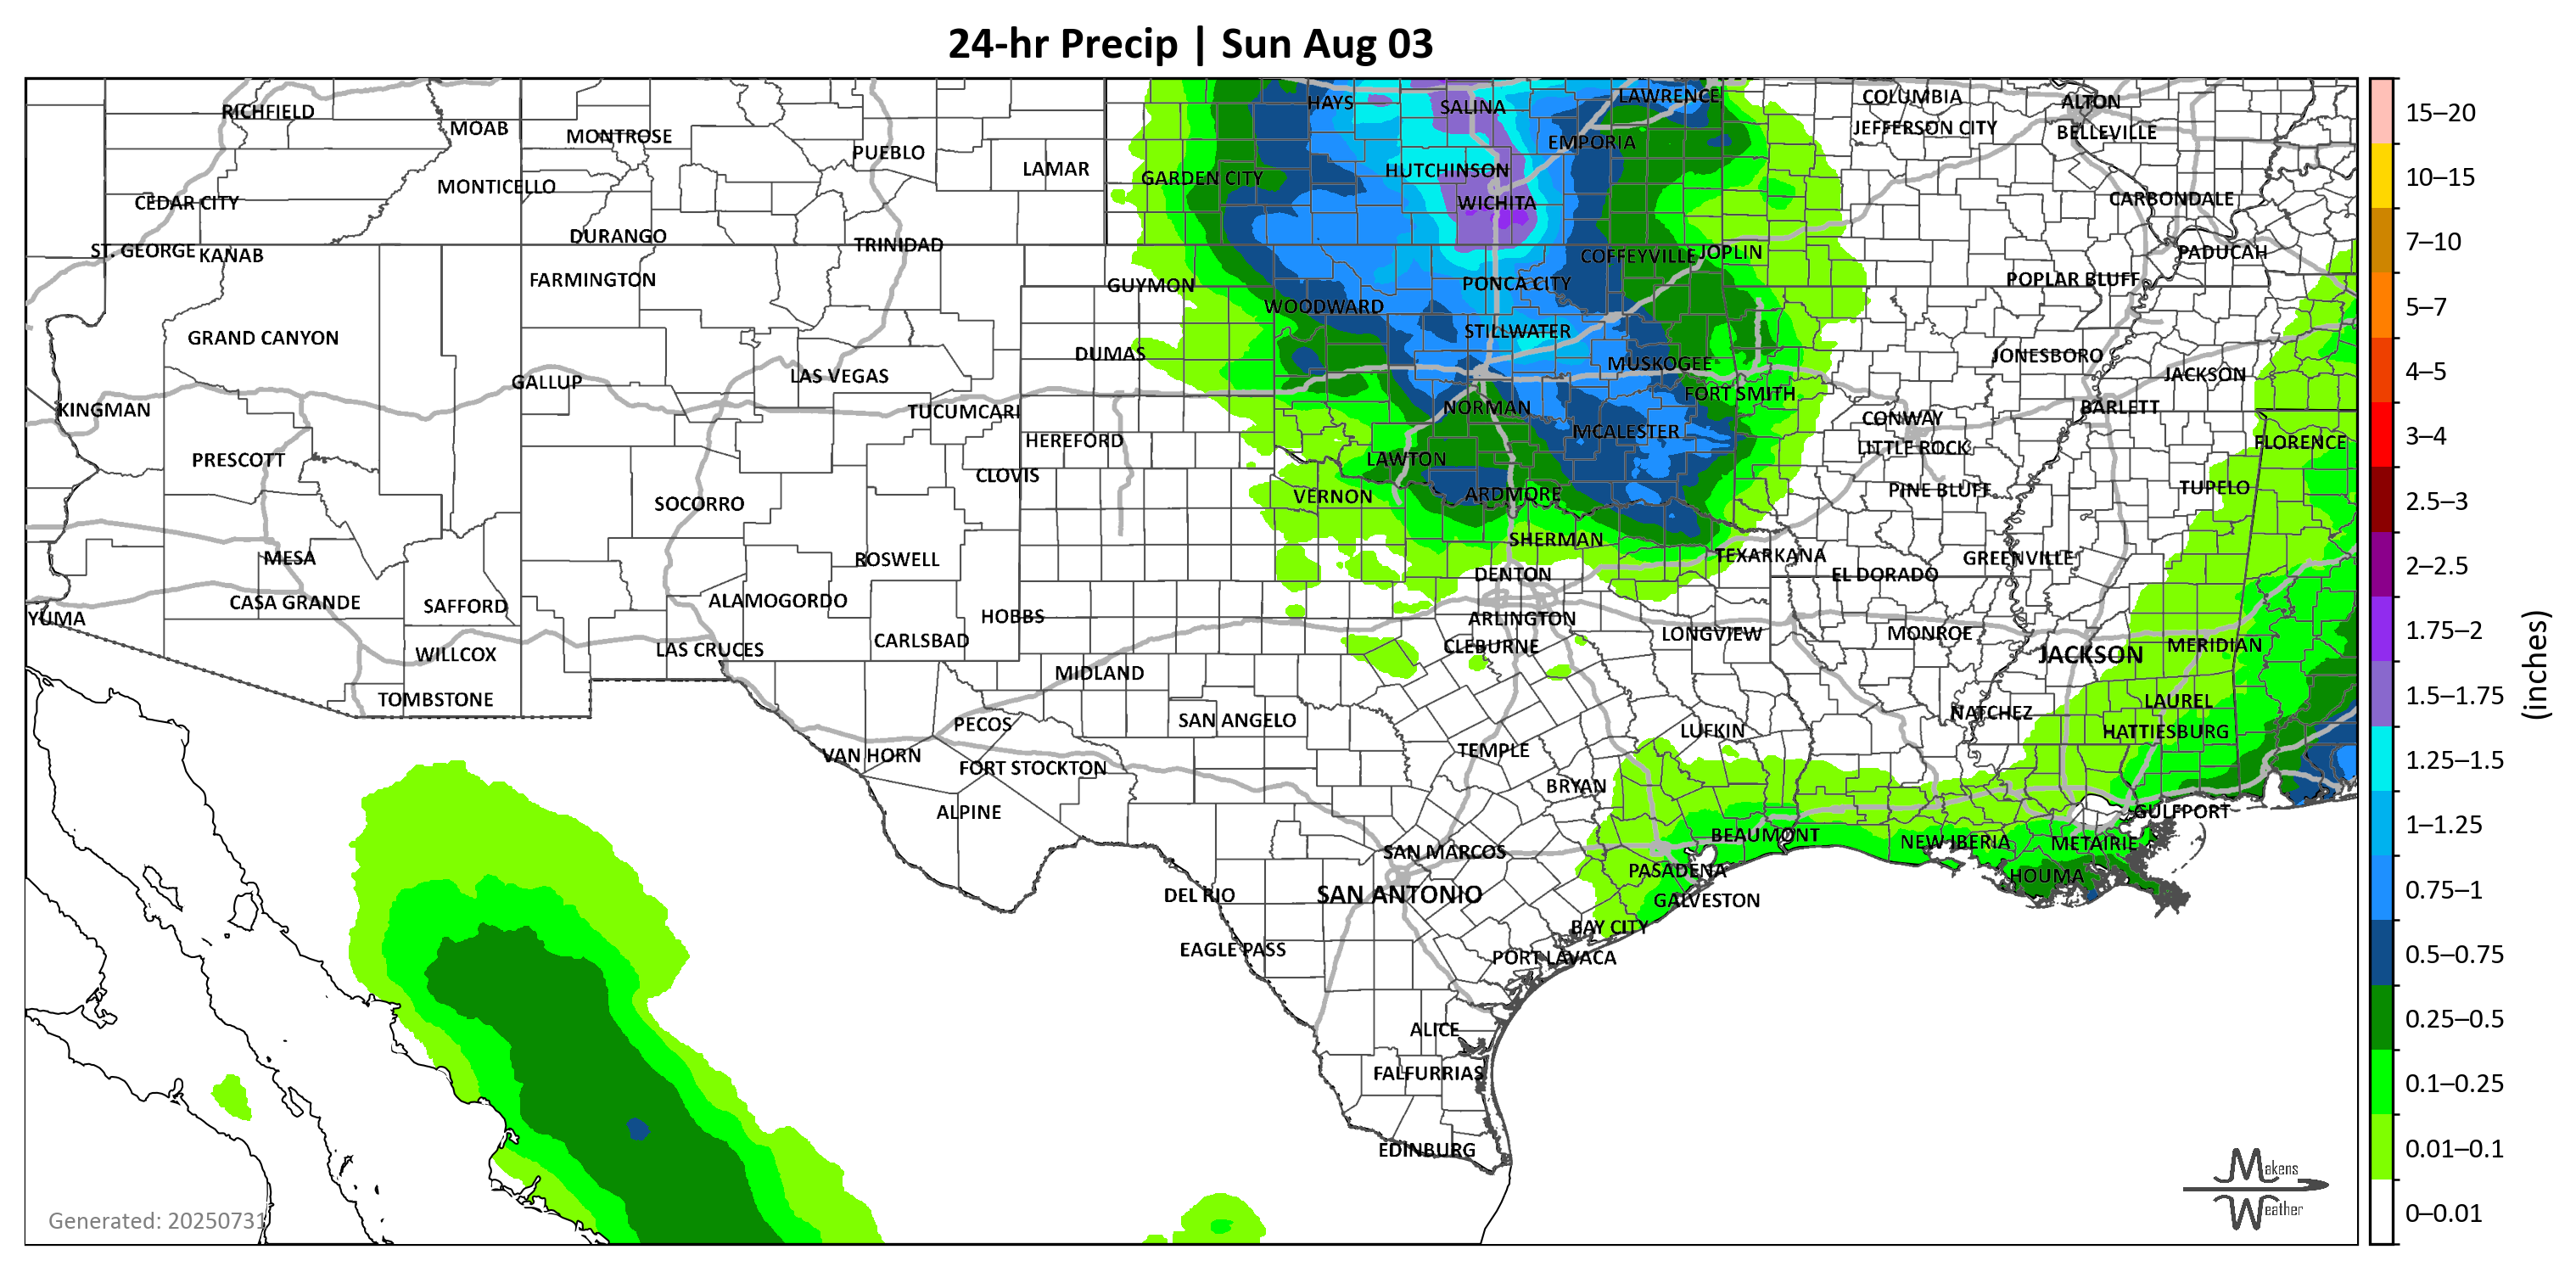 24-hr Precip | Sun Aug 03
RICHFIELD
MOAB
MONTROSE
PUEBLO
LAMAR
GARDEN CITY
HAYS
SALINA
LAWRENCE
EMPORIA
HUTCHINSON
WICHITA
COLUMBIA
JEFFERSON CITY
ALTON
BELLEVILLE
CEDAR CITY
MONTICELLO
CARBONDALE
ST. GEORGE
KANAB
DURANGO
TRINIDAD
COFFEYVILLE
JOPLIN
PADUCAH
FARMINGTON
GUYMON
PONCA CITY
POPLAR BLUFF
WOODWARD
GRAND CANYON
STILLWATER
DUMAS
MUSKOGEE
JONESBORO
GALLUP
LAS VEGAS
JACKSON
FORT SMITH
KINGMAN
TUCUMCARI
NORMAN
BARLETT
CONWAY
HEREFORD
MCALESTER
LITTLE ROCK
FLORENCE
PRESCOTT
CLOVIS
LAWTON
SOCORRO
VERNON
ARDMORE
PINE BLUFF
TUPELO
MESA
ROSWELL
SHERMAN
TEXARKANA
GREENVILLE
DENTON
EL DORADO
YUMA
CASA GRANDE
SAFFORD
ALAMOGORDO
HOBBS
ARLINGTON
WILLCOX
LAS CRUCES
CARLSBAD
CLEBURNE
LONGVIEW
MONROE
JACKSON
MERIDIAN
TOMBSTONE
MIDLAND
PECOS
SAN ANGELO
LUFKIN
NATCHEZ
LAUREL
HATTIESBURG
VAN HORN
FORT STOCKTON
TEMPLE
BRYAN
ALPINE
GULFPORT
SAN MARCOS
BEAUMONT
NEW IBERIA
METAIRIE
DEL RIO
SAN ANTONIO
PASADENA
HOUMA
GALVESTON
EAGLE PASS
BAY CITY
PORT LAVACA
ALICE
FALFURRIAS
EDINBURG
Generated: 20250731
Makens
Weather
15–20
10–15
7–10
5–7
4–5
3–4
2.5–3
2–2.5
1.75–2
1.5–1.75
1.25–1.5
1–1.25
0.75–1
0.5–0.75
0.25–0.5
0.1–0.25
0.01–0.1
0–0.01
(inches)